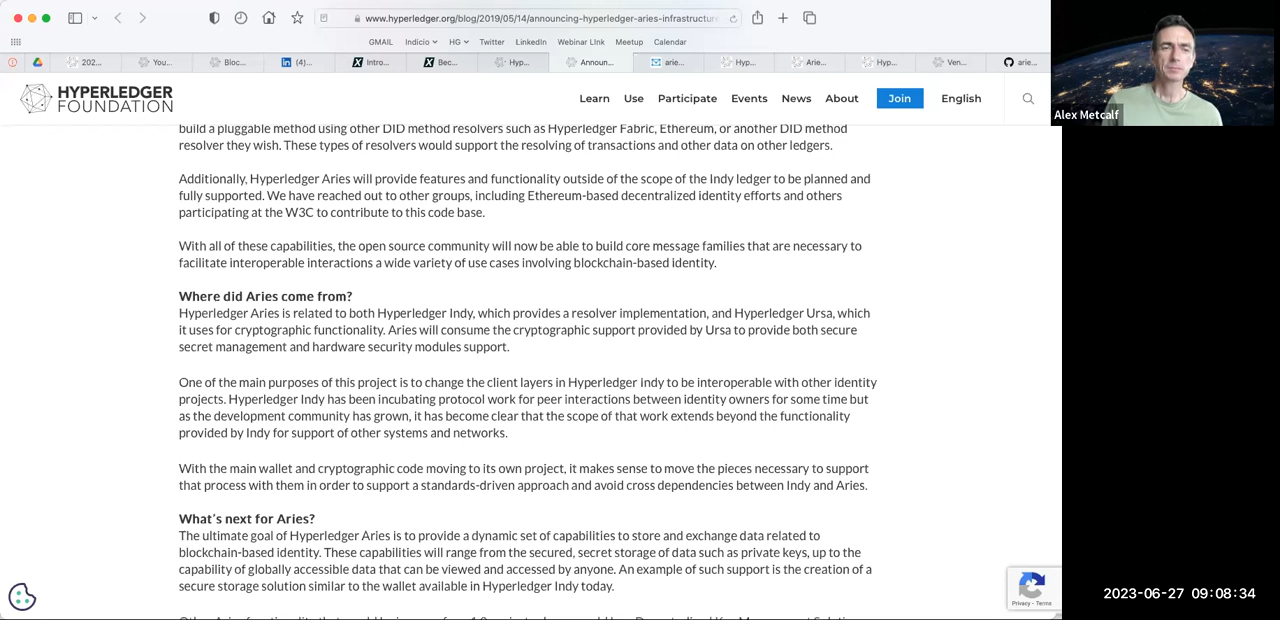 www.hyperledger.org/blog/2019/05/14/announcing-hyperledger-aries-infrastructur
GMAIL Indicio HG Twitter LinkedIn Webinar LInk Meetup Calendar
202... You... Bloc... (4)... Intro... Bec... Hyp... Announ... arie... Hyp... Arie... Hyp... Ven... arie...
HYPERLEDGER
FOUNDATION
Learn Use Participate Events News About Join English
Alex Metcalf
build a pluggable method using other DID method resolvers such as Hyperledger Fabric, Ethereum, or another DID method
resolver they wish. These types of resolvers would support the resolving of transactions and other data on other ledgers.
Additionally, Hyperledger Aries will provide features and functionality outside of the scope of the Indy ledger to be planned and
fully supported. We have reached out to other groups, including Ethereum-based decentralized identity efforts and others
participating at the W3C to contribute to this code base.
With all of these capabilities, the open source community will now be able to build core message families that are necessary to
facilitate interoperable interactions a wide variety of use cases involving blockchain-based identity.
Where did Aries come from?
Hyperledger Aries is related to both Hyperledger Indy, which provides a resolver implementation, and Hyperledger Ursa, which
it uses for cryptographic functionality. Aries will consume the cryptographic support provided by Ursa to provide both secure
secret management and hardware security modules support.
One of the main purposes of this project is to change the client layers in Hyperledger Indy to be interoperable with other identity
projects. Hyperledger Indy has been incubating protocol work for peer interactions between identity owners for some time but
as the development community has grown, it has become clear that the scope of that work extends beyond the functionality
provided by Indy for support of other systems and networks.
With the main wallet and cryptographic code moving to its own project, it makes sense to move the pieces necessary to support
that process with them in order to support a standards-driven approach and avoid cross dependencies between Indy and Aries.
What's next for Aries?
The ultimate goal of Hyperledger Aries is to provide a dynamic set of capabilities to store and exchange data related to
blockchain-based identity. These capabilities will range from the secured, secret storage of data such as private keys, up to the
capability of globally accessible data that can be viewed and accessed by anyone. An example of such support is the creation of a
secure storage solution similar to the wallet available in Hyperledger Indy today.
Privacy - Terms
2023-06-27 09:08:34